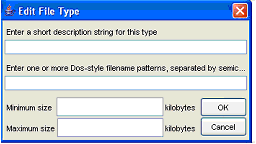 Edit File Type
Enter a short description string for this type
Enter one or more Dos-style filename patterns, separated by semic...
Minimum size kilobytes OK
Maximum size kilobytes Cancel